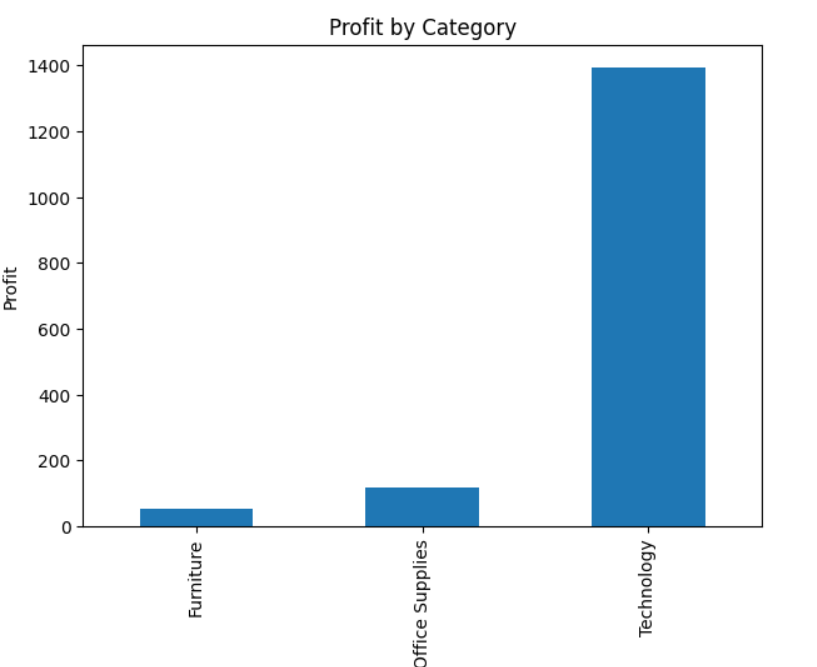 Profit by Category
1400
1200
1000
800
600
400
200
0
Profit
Furniture
Office Supplies
Technology